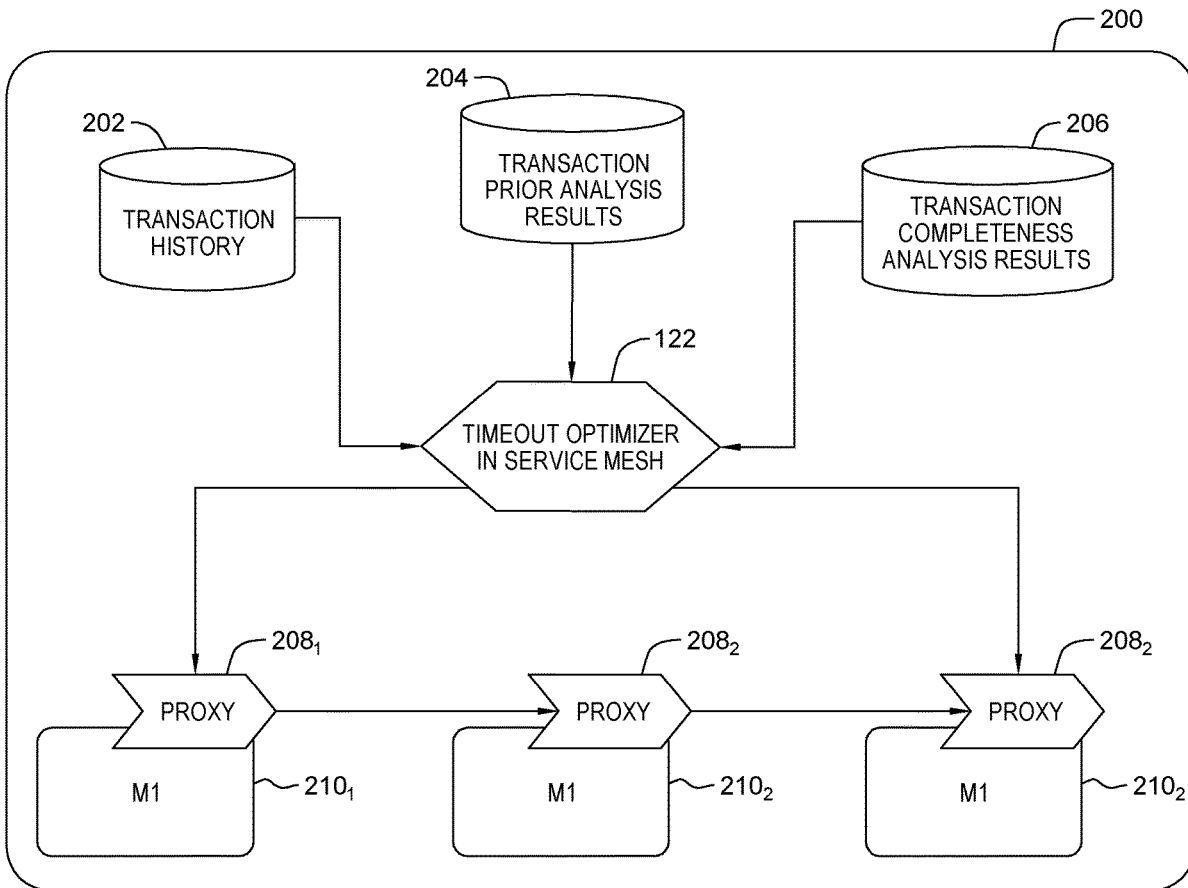 200
204
202
206
TRANSACTION
PRIOR ANALYSIS
RESULTS
TRANSACTION
HISTORY
TRANSACTION
COMPLETENESS
ANALYSIS RESULTS
122
TIMEOUT OPTIMIZER
IN SERVICE MESH
208₁
208₂
208₂
PROXY
PROXY
PROXY
M1
210₁
M1
210₂
M1
210₂